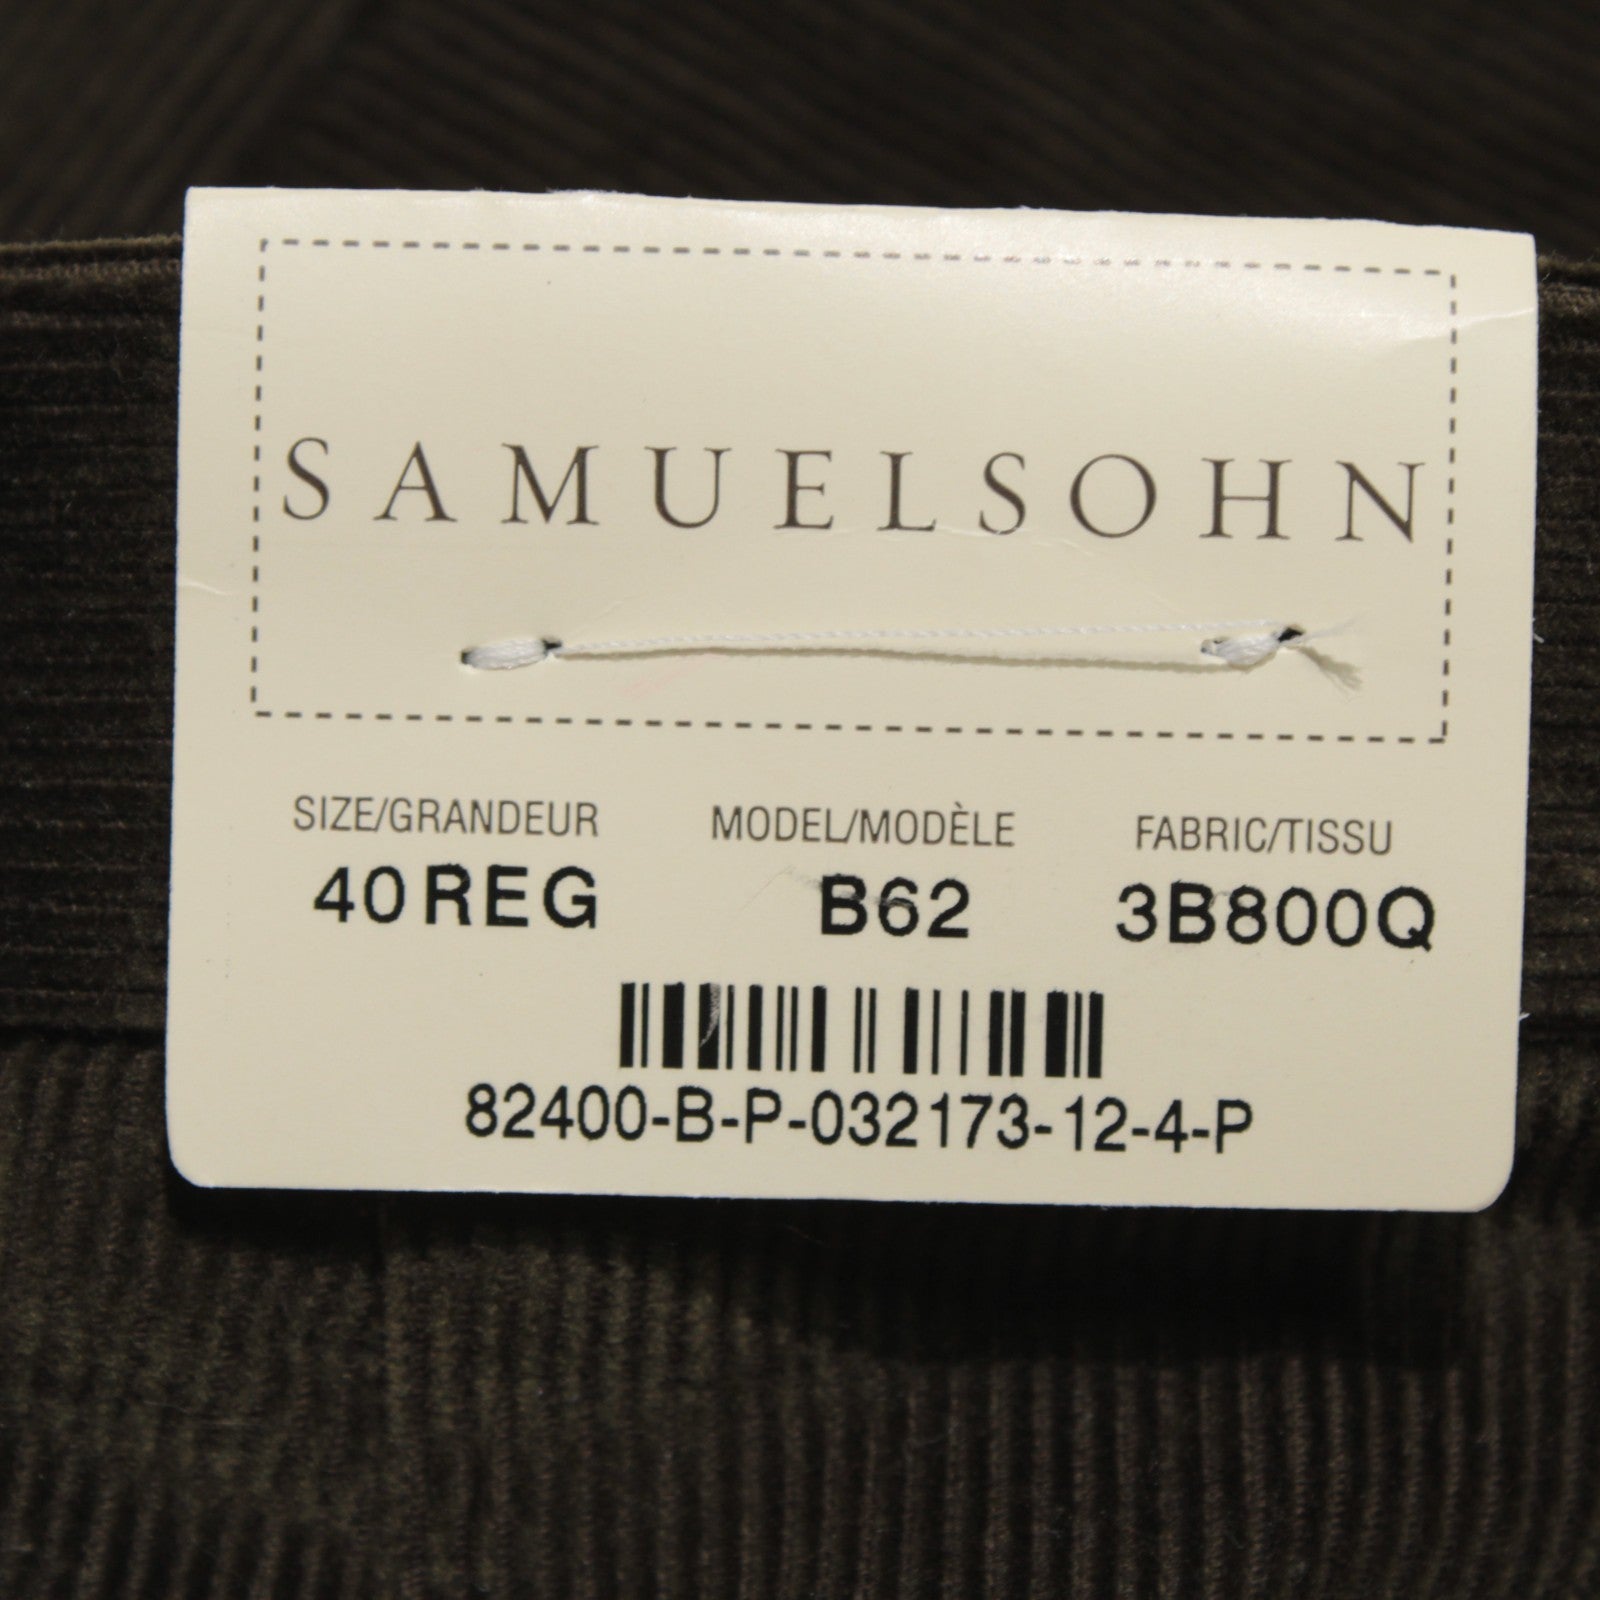 SAMUELSOHN
SIZE/GRANDEUR MODEL/MODÈLE FABRIC/TISSU
40REG B62 3B800Q
82400-B-P-032173-12-4-P